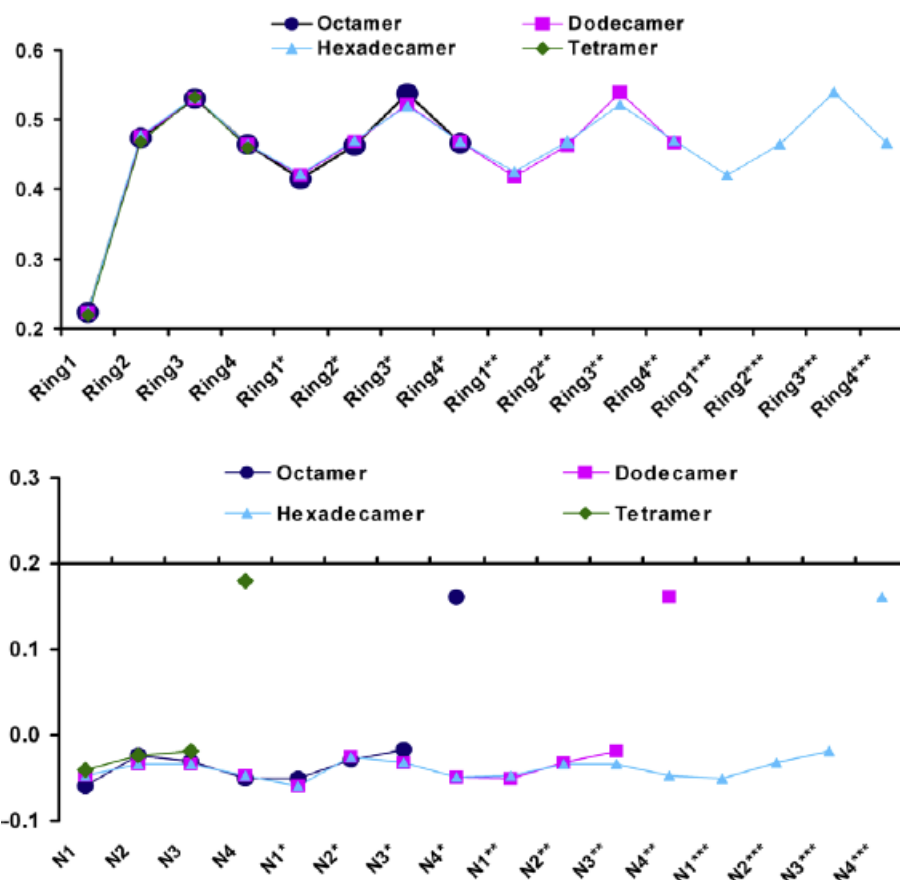 Octamer Dodecamer
Hexadecamer Tetramer
0.6
0.5
0.4
0.3
0.2
Ring1 Ring2 Ring3 Ring4 Ring1* Ring2* Ring3* Ring4* Ring1** Ring2** Ring3** Ring4** Ring1*** Ring2*** Ring3*** Ring4***
Octamer Dodecamer
Hexadecamer Tetramer
0.3
0.2
0.1
0.0
-0.1
N1 N2 N3 N4 N1* N2* N3* N4* N1** N2** N3** N4** N1*** N2*** N3*** N4***